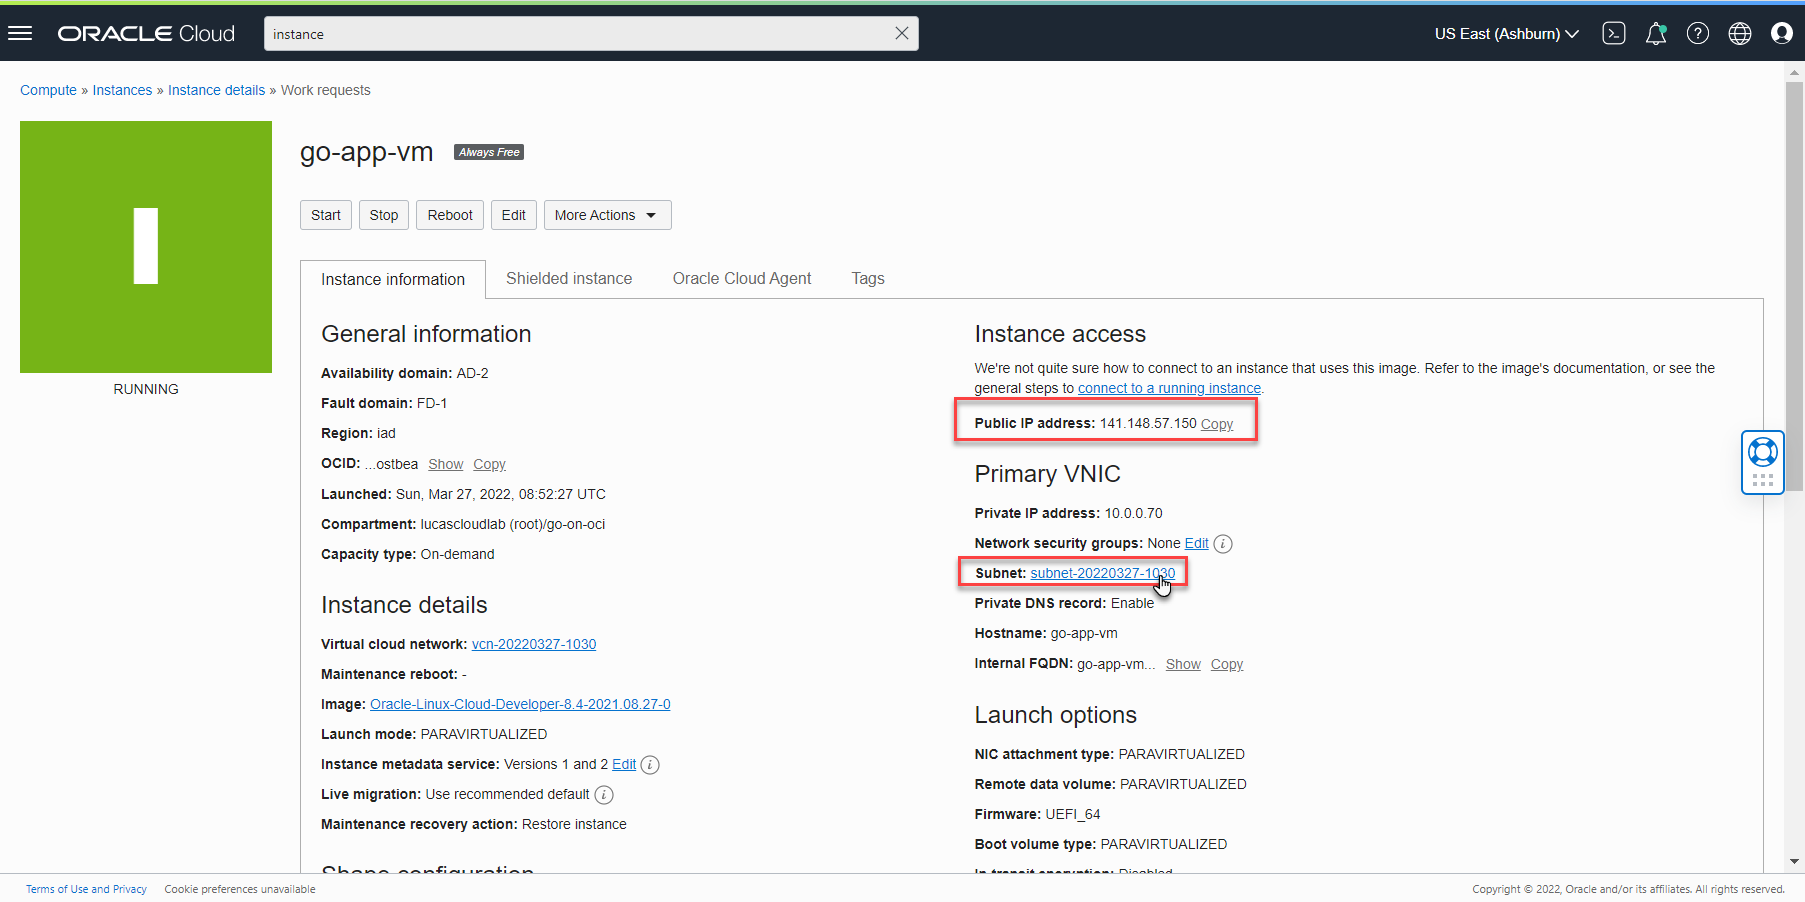 ORACLE Cloud
instance
US East (Ashburn)
Compute » Instances » Instance details » Work requests
I
RUNNING
go-app-vm Always Free
Start Stop Reboot Edit More Actions
Instance information Shielded instance Oracle Cloud Agent Tags
General information
Availability domain: AD-2
Fault domain: FD-1
Region: iad
OCID: ...ostbea Show Copy
Launched: Sun, Mar 27, 2022, 08:52:27 UTC
Compartment: lucascloudlab (root)/go-on-oci
Capacity type: On-demand
Instance details
Virtual cloud network: vcn-20220327-1030
Maintenance reboot: -
Image: Oracle-Linux-Cloud-Developer-8.4-2021.08.27-0
Launch mode: PARAVIRTUALIZED
Instance metadata service: Versions 1 and 2 Edit
Live migration: Use recommended default
Maintenance recovery action: Restore instance
Shape configuration
Instance access
We're not quite sure how to connect to an instance that uses this image. Refer to the image's documentation, or see the
general steps to connect to a running instance.
Public IP address: 141.148.57.150 Copy
Primary VNIC
Private IP address: 10.0.0.70
Network security groups: None Edit
Subnet: subnet-20220327-1030
Private DNS record: Enable
Hostname: go-app-vm
Internal FQDN: go-app-vm... Show Copy
Launch options
NIC attachment type: PARAVIRTUALIZED
Remote data volume: PARAVIRTUALIZED
Firmware: UEFI_64
Boot volume type: PARAVIRTUALIZED
In-transit encryption: Disabled
Terms of Use and Privacy Cookie preferences unavailable
Copyright © 2022, Oracle and/or its affiliates. All rights reserved.